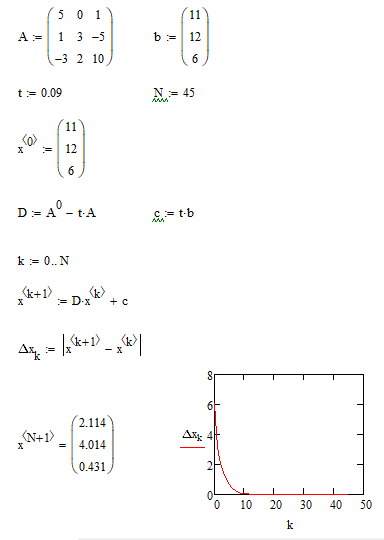 A := ( 5 0 1 ) b := ( 11 )
( 1 3 −5 ) ( 12 )
( −3 2 10 ) ( 6 )
t := 0.09 N := 45
x^⟨0⟩ := ( 11 )
( 12 )
( 6 )
D := A^0 − t·A c := t·b
k := 0.. N
x^⟨k+1⟩ := D·x^⟨k⟩ + c
Δx_k := |x^⟨k+1⟩ − x^⟨k⟩|
x^⟨N+1⟩ = ( 2.114 )
( 4.014 )
( 0.431 )
8
6
Δx_k 4
2
0
0 10 20 30 40 50
k